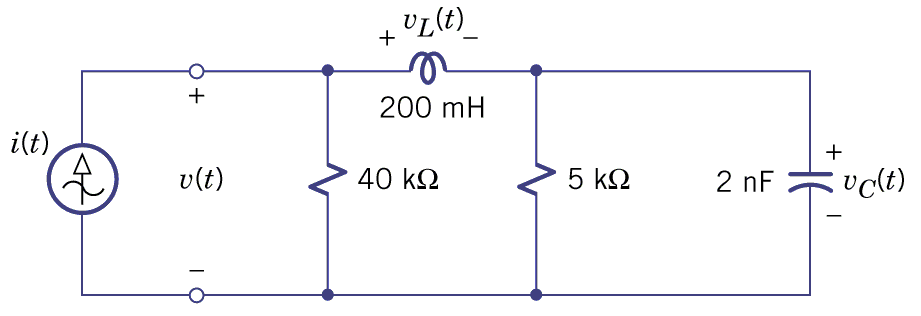 + v_L(t) −
200 mH
i(t)
+
v(t)
−
40 kΩ
5 kΩ
2 nF
+
v_C(t)
−